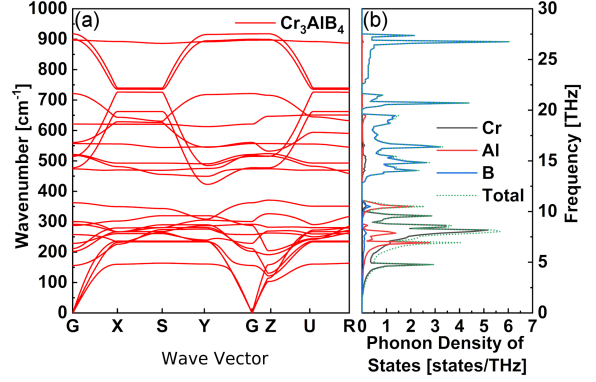 (a)
Cr₃AlB₄
Wavenumber [cm⁻¹]
1000
900
800
700
600
500
400
300
200
100
0
G X S Y G Z U R
Wave Vector
(b)
Cr
Al
B
Total
30
25
20
15
10
5
0
Frequency [THz]
0 1 2 3 4 5 6 7
Phonon Density of
States [states/THz]